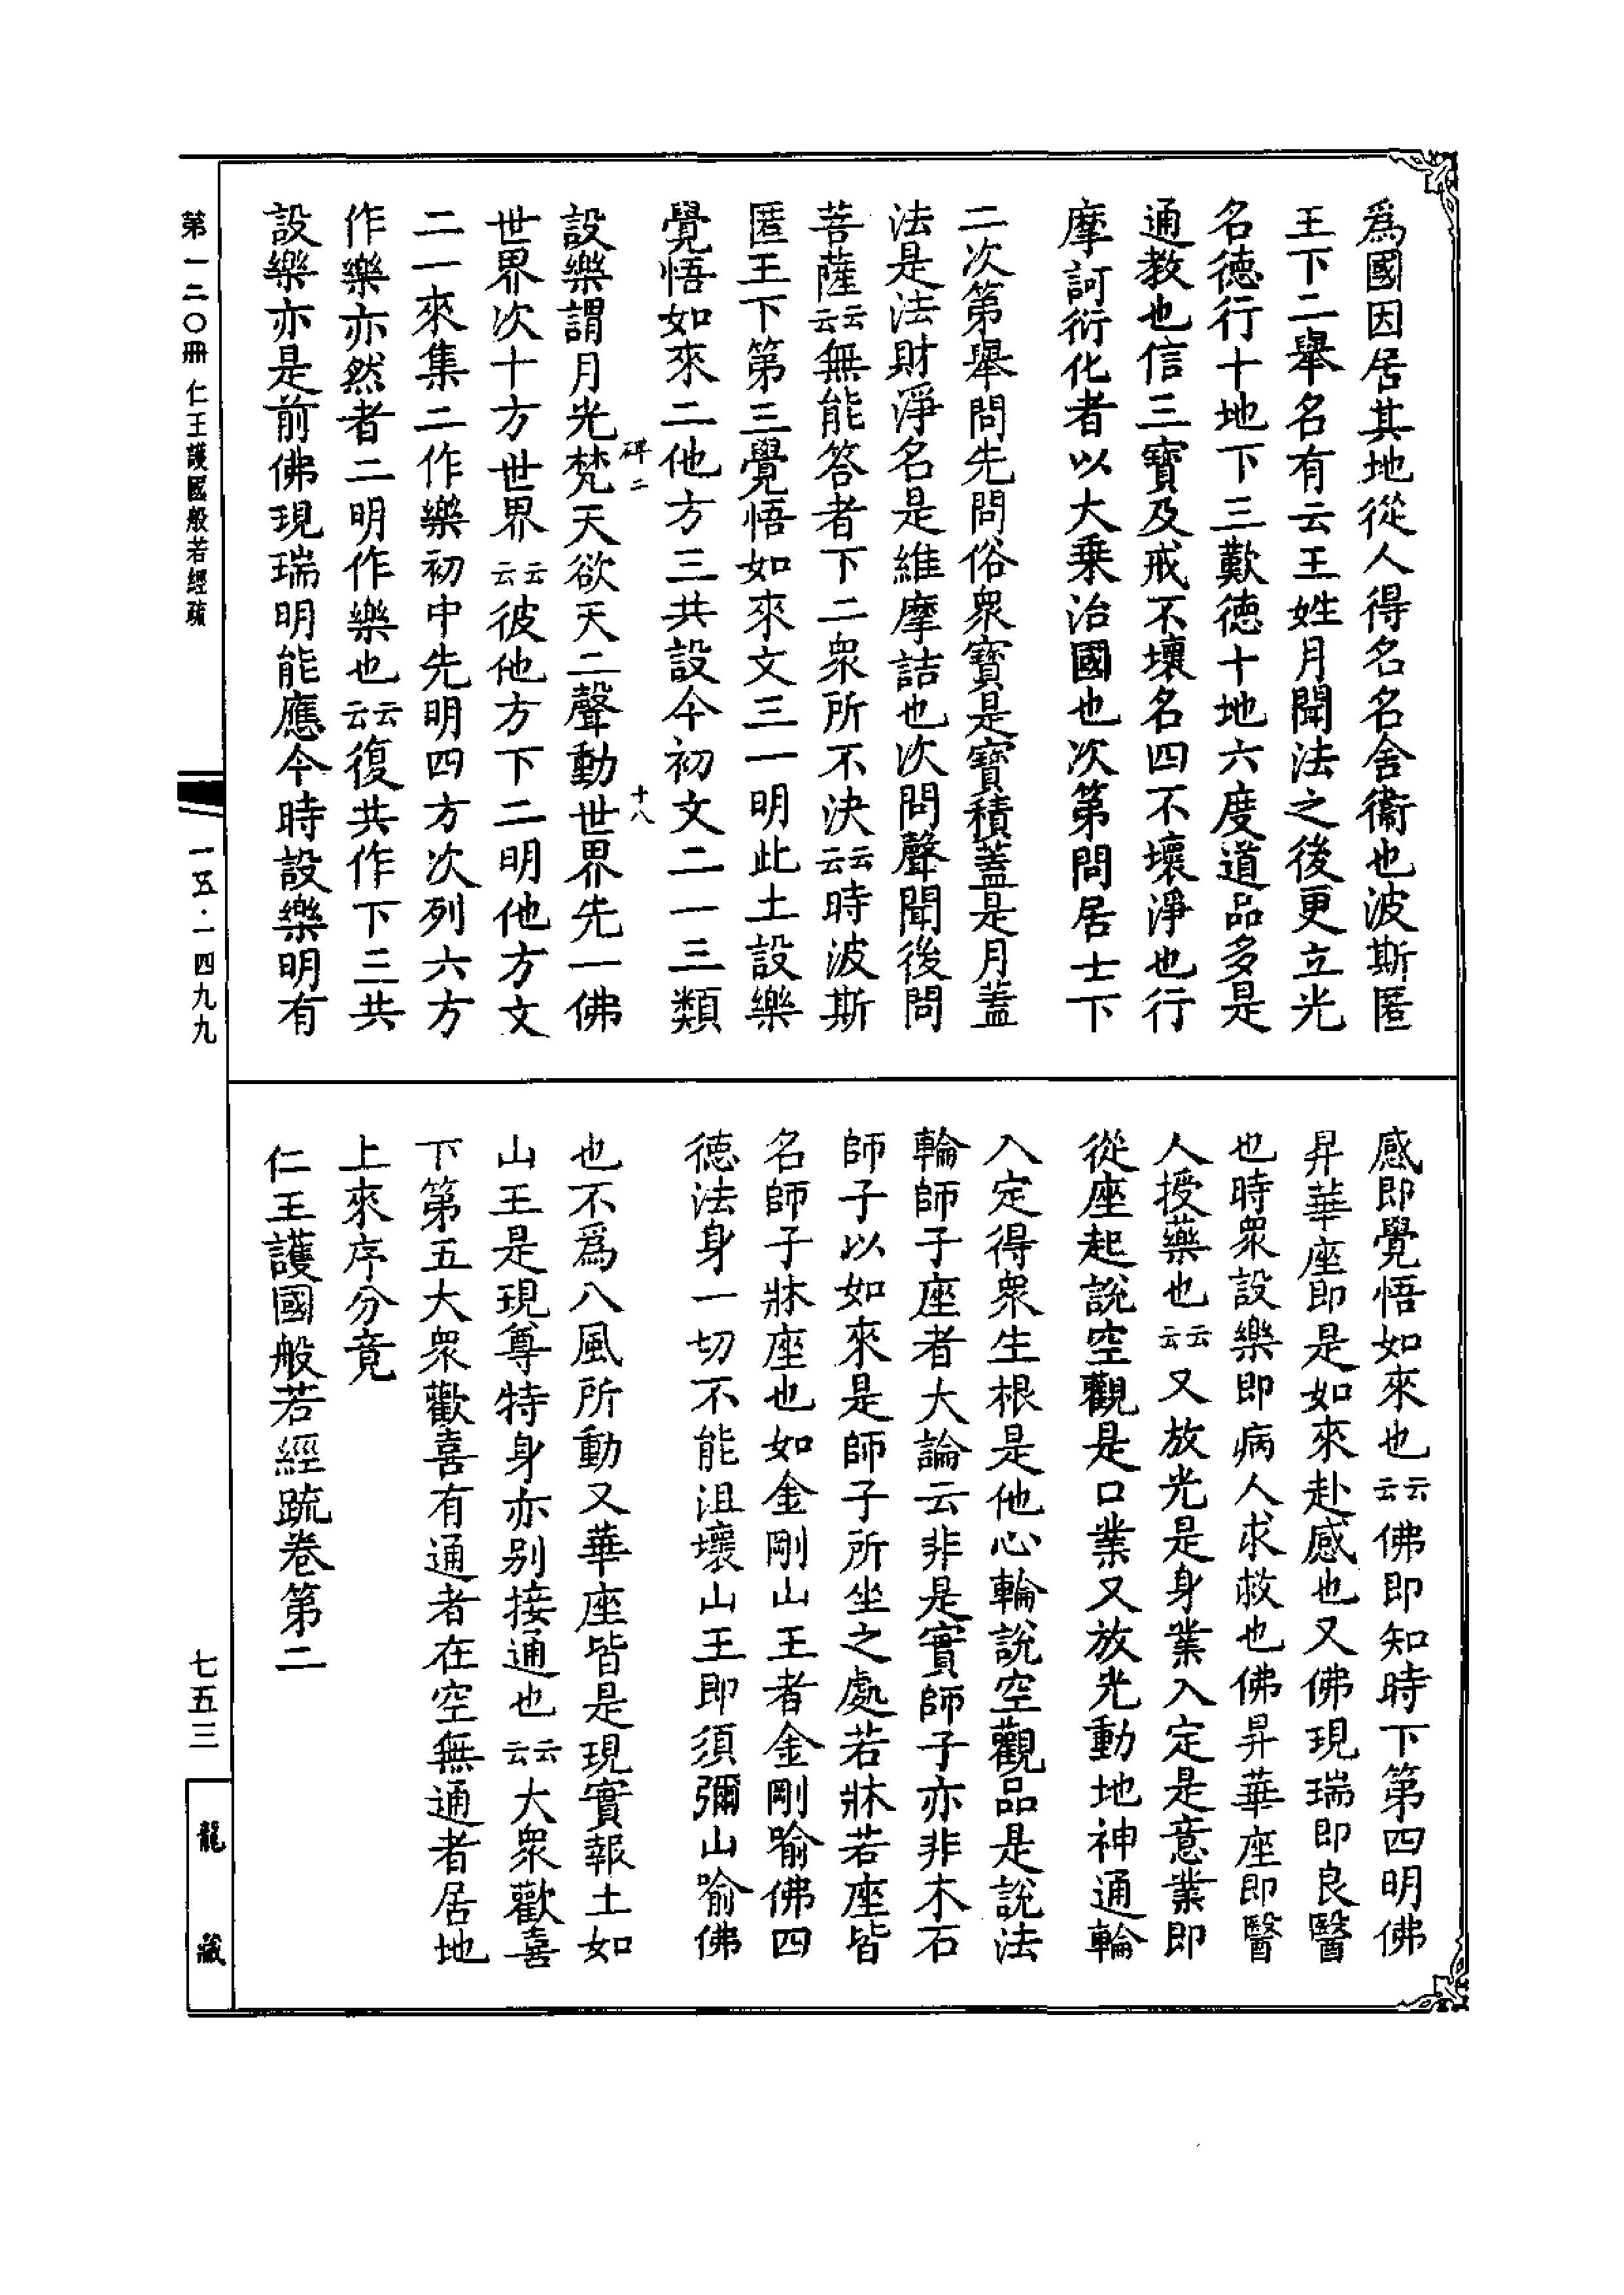 爲國因居其地從人得名名舍衞也波斯匿
王下二舉名有云王姓月聞法之後更立光
名德行十地下三歎德十地六度道品多是
通教也信三寶及戒不壞名四不壞淨也行
摩訶衍化者以大乗治國也次第問居士下
二次第舉問先問俗衆寶是寶積蓋是月蓋
法是法財淨名是維摩詰也次問聲聞後問
菩薩云云無能答者下二衆所不決云云時波斯
匿王下第三覺悟如來文三一明此土設樂
覺悟如來二他方三共設今初文二一三類
碑二
十八
設樂謂月光梵天欲天二聲動世界先一佛
世界次十方世界云云彼他方下二明他方文
二一來集二作樂初中先明四方次列六方
作樂亦然者二明作樂也云云復共作下三共
設樂亦是前佛現瑞明能應今時設樂明有
感即覺悟如來也云云佛即知時下第四明佛
昇華座即是如來赴感也又佛現瑞即良醫
也時衆設樂即病人求救也佛昇華座即醫
人授藥也云云又放光是身業入定是意業即
從座起說空觀是口業又放光動地神通輪
入定得衆生根是他心輪說空觀品是說法
輪師子座者大論云非是實師子亦非木石
師子以如來是師子所坐之處若牀若座皆
名師子牀座也如金剛山王者金剛喻佛四
德法身一切不能沮壞山王即須彌山喻佛
也不爲八風所動又華座皆是現實報土如
山王是現尊特身亦别接通也云云大衆歡喜
下第五大衆歡喜有通者在空無通者居地
上來序分竟
仁王護國般若經䟽卷第二
第一二〇冊 仁王護國般若經疏
一五·一四九九
七五三
龍藏